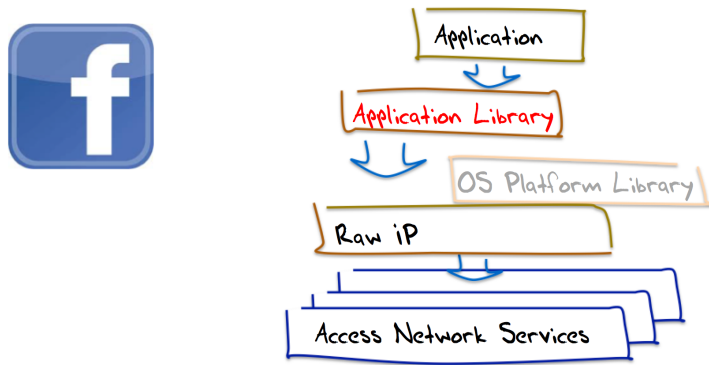 f
Application
Application Library
OS Platform Library
Raw iP
Access Network Services